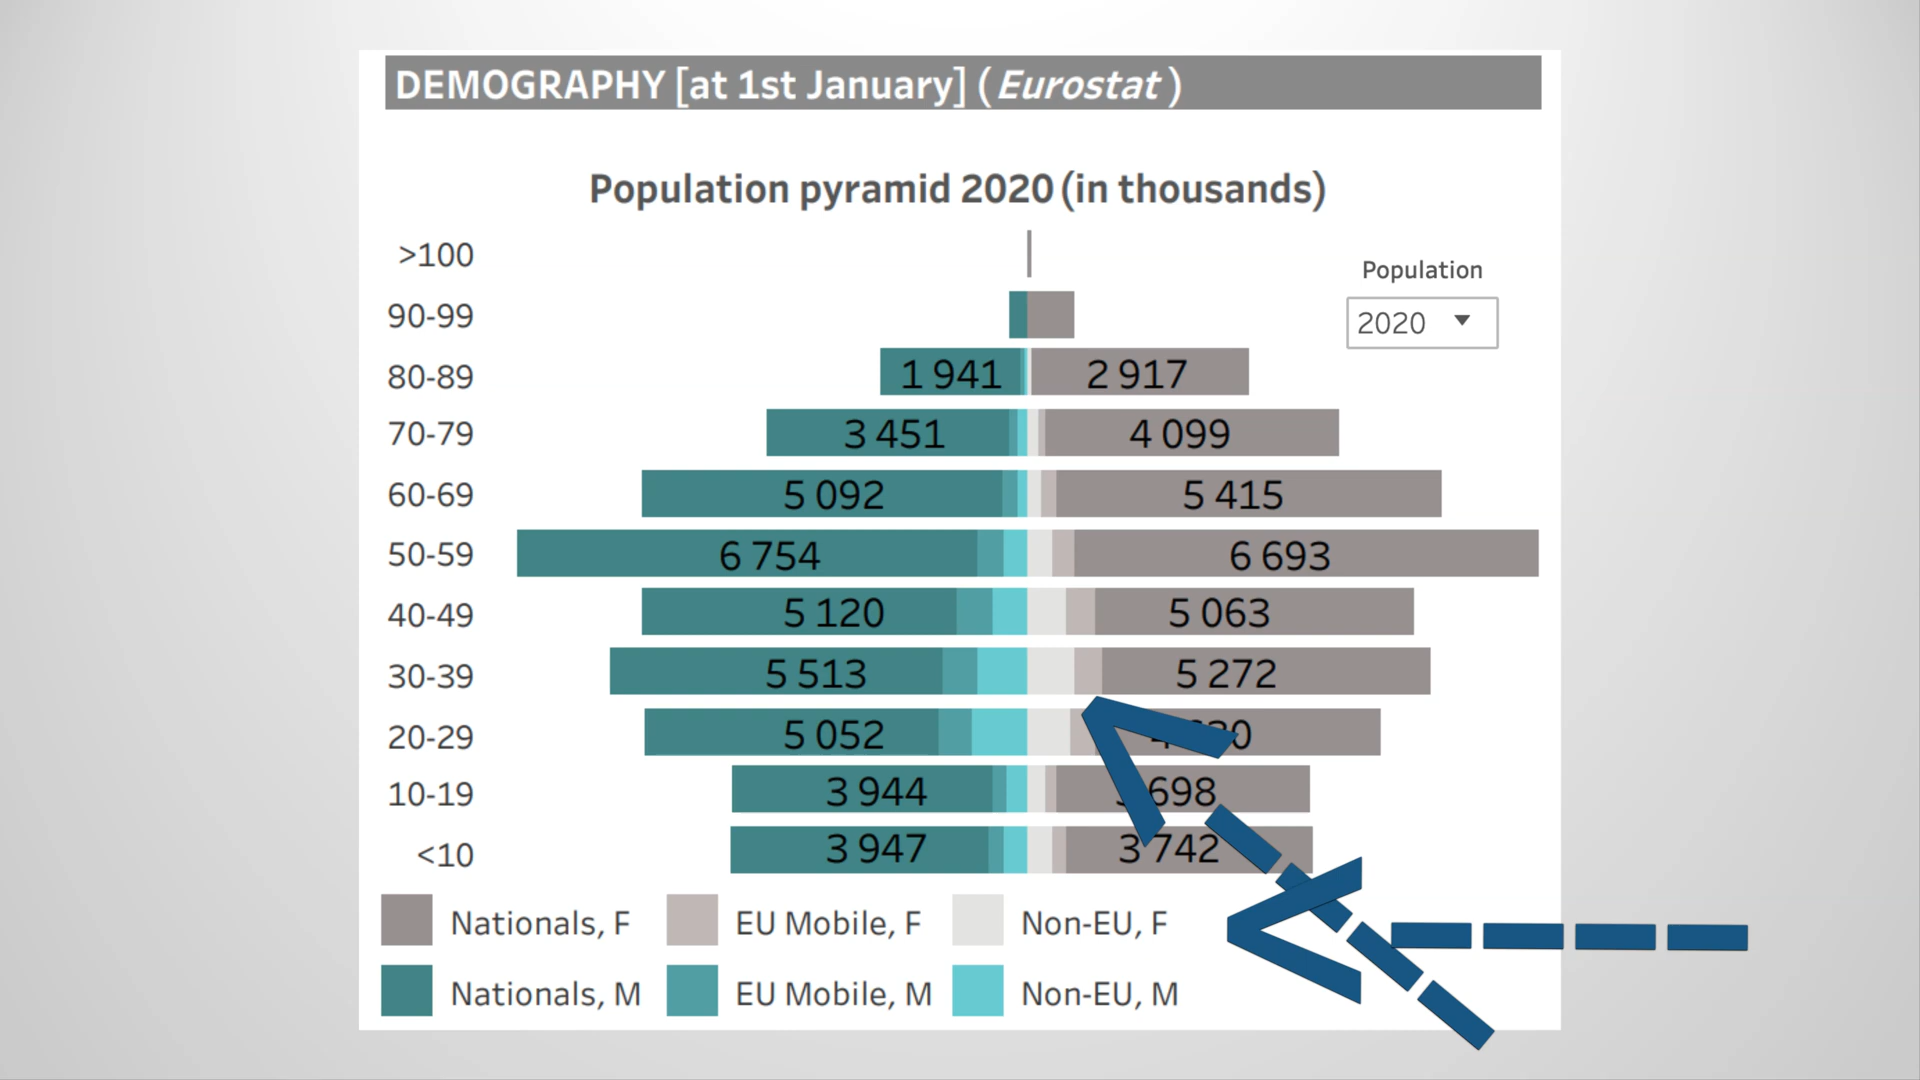 DEMOGRAPHY [at 1st January] (Eurostat )
Population pyramid 2020 (in thousands)
>100
Population
90-99
2020
80-89 1 941 2 917
70-79 3 451 4 099
60-69 5 092 5 415
50-59 6 754 6 693
40-49 5 120 5 063
30-39 5 513 5 272
20-29 5 052
10-19 3 944
<10 3 947 3 742
Nationals, F EU Mobile, F Non-EU, F
Nationals, M EU Mobile, M Non-EU, M